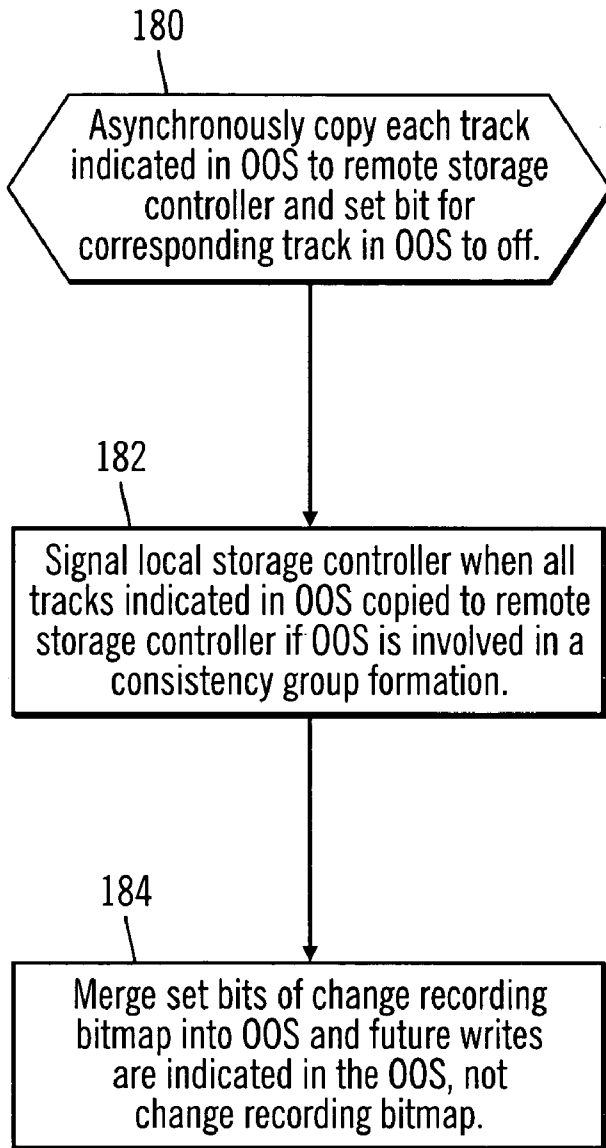 180
Asynchronously copy each track
indicated in OOS to remote storage
controller and set bit for
corresponding track in OOS to off.
182
Signal local storage controller when all
tracks indicated in OOS copied to remote
storage controller if OOS is involved in a
consistency group formation.
184
Merge set bits of change recording
bitmap into OOS and future writes
are indicated in the OOS, not
change recording bitmap.